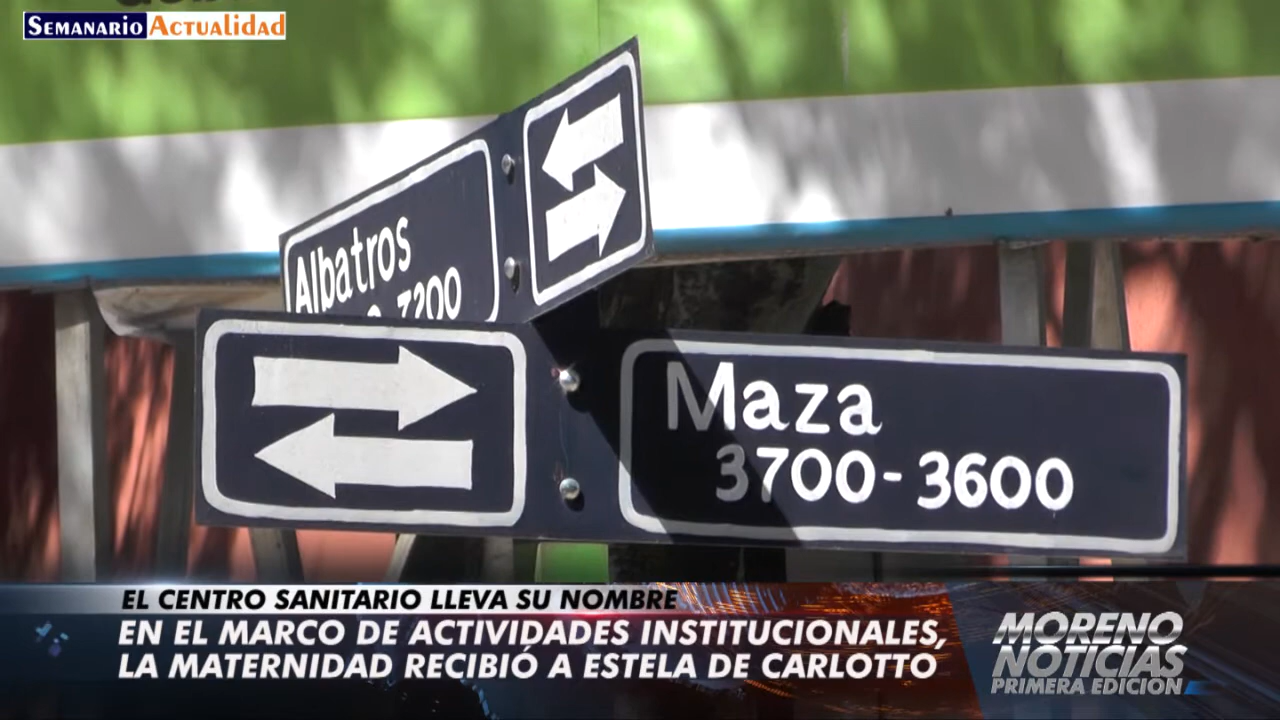 SEMANARIO ACTUALIDAD
Albatros
3200
Maza
3700-3600
EL CENTRO SANITARIO LLEVA SU NOMBRE
EN EL MARCO DE ACTIVIDADES INSTITUCIONALES,
LA MATERNIDAD RECIBIÓ A ESTELA DE CARLOTTO
MORENO
NOTICIAS
PRIMERA EDICIÓN